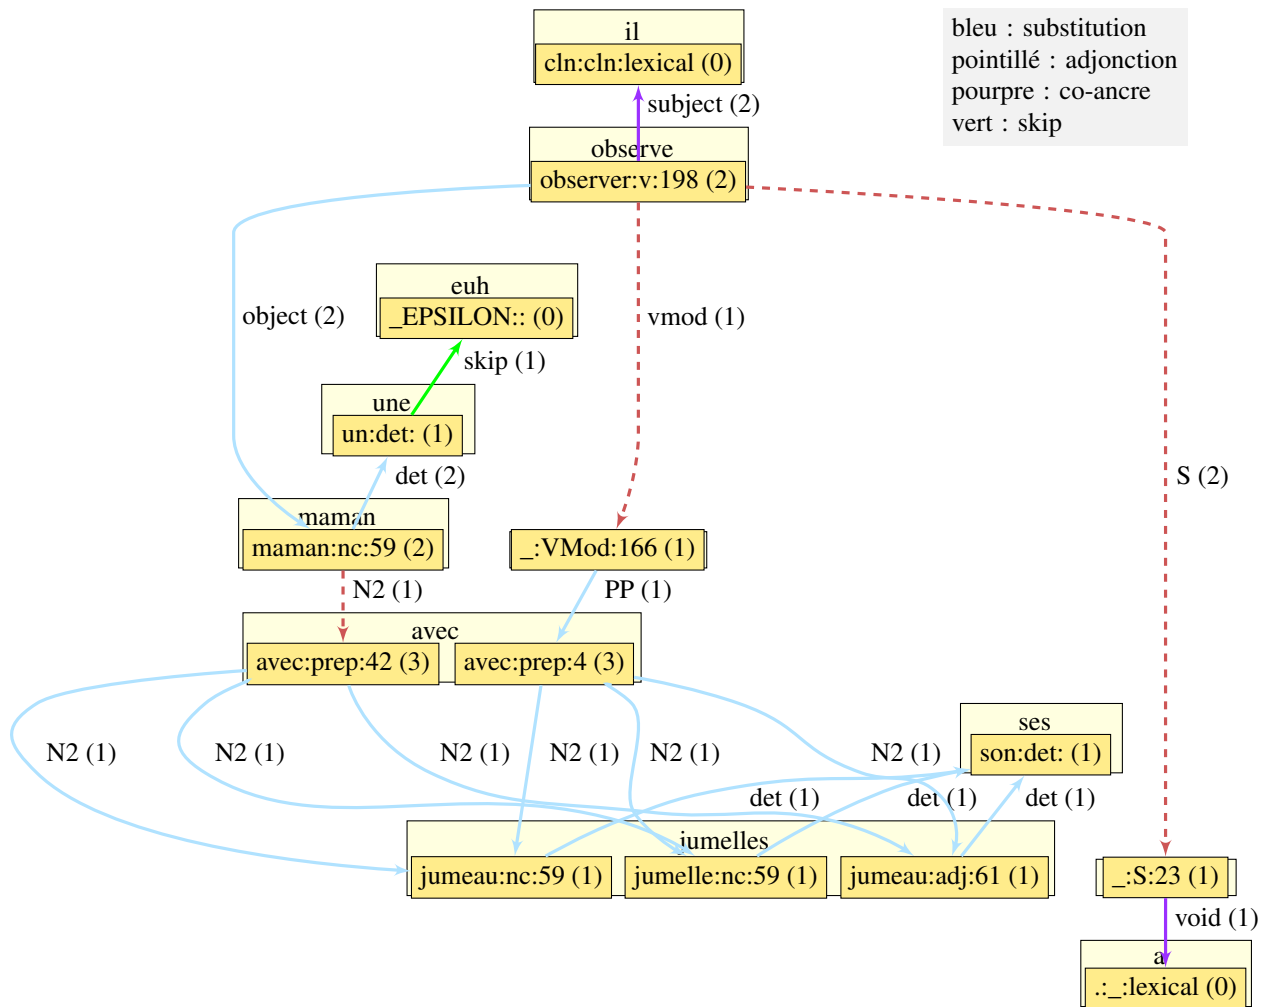 il
cln:cln:lexical (0)
bleu : substitution
pointillé : adjonction
pourpre : co-ancre
vert : skip
subject (2)
observe
observer:v:198 (2)
euh
_EPSILON:: (0)
object (2)
vmod (1)
skip (1)
une
un:det: (1)
det (2)
S (2)
maman
maman:nc:59 (2)
_:VMod:166 (1)
N2 (1)
PP (1)
avec
avec:prep:42 (3)
avec:prep:4 (3)
ses
son:det: (1)
N2 (1)
N2 (1)
N2 (1)
N2 (1)
N2 (1)
N2 (1)
det (1)
det (1)
det (1)
jumelles
jumeau:nc:59 (1)
jumelle:nc:59 (1)
jumeau:adj:61 (1)
_:S:23 (1)
void (1)
a
.:_:lexical (0)